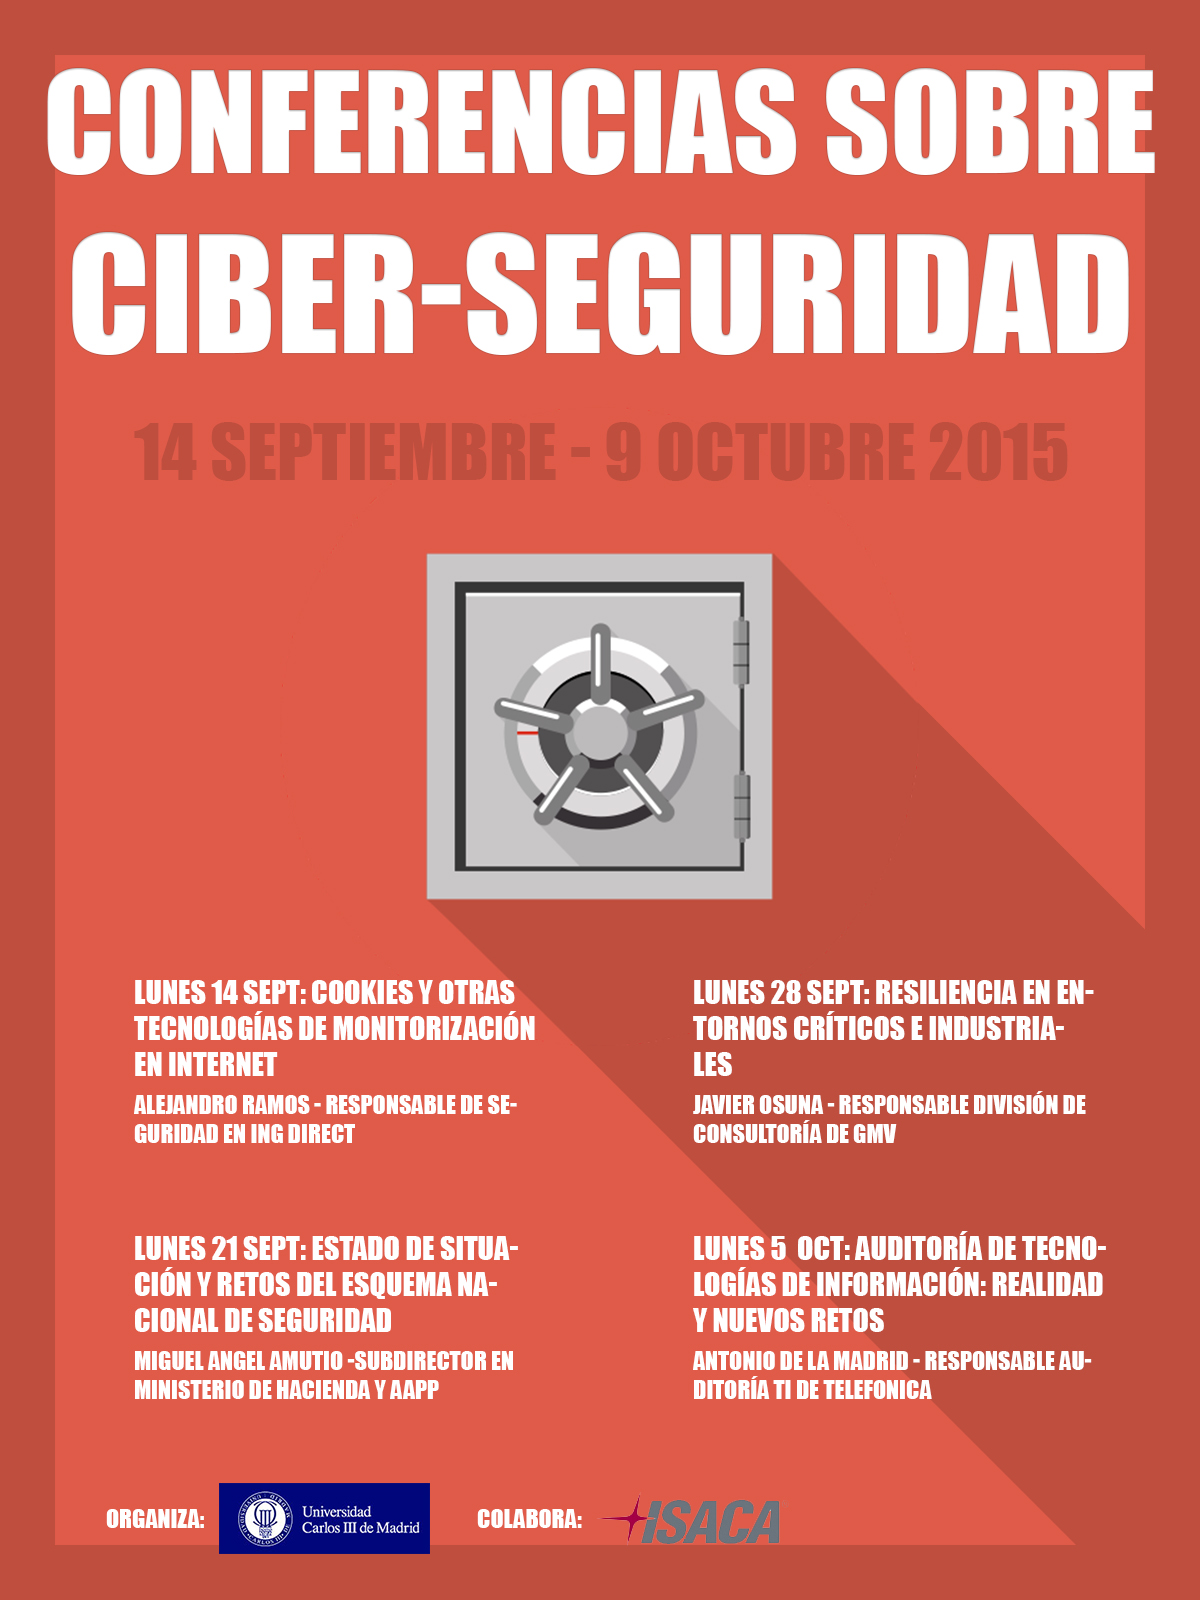 CONFERENCIAS SOBRE
CIBER-SEGURIDAD
14 SEPTIEMBRE - 9 OCTUBRE 2015
LUNES 14 SEPT: COOKIES Y OTRAS
TECNOLOGÍAS DE MONITORIZACIÓN
EN INTERNET
ALEJANDRO RAMOS - RESPONSABLE DE SE-
GURIDAD EN ING DIRECT
LUNES 21 SEPT: ESTADO DE SITUA-
CIÓN Y RETOS DEL ESQUEMA NA-
CIONAL DE SEGURIDAD
MIGUEL ANGEL AMUTIO -SUBDIRECTOR EN
MINISTERIO DE HACIENDA Y AAPP
LUNES 28 SEPT: RESILIENCIA EN EN-
TORNOS CRÍTICOS E INDUSTRIA-
LES
JAVIER OSUNA - RESPONSABLE DIVISIÓN DE
CONSULTORÍA DE GMV
LUNES 5  OCT: AUDITORÍA DE TECNO-
LOGÍAS DE INFORMACIÓN: REALIDAD
Y NUEVOS RETOS
ANTONIO DE LA MADRID - RESPONSABLE AU-
DITORÍA TI DE TELEFONICA
ORGANIZA:
Universidad
Carlos III de Madrid
COLABORA:
ISACA